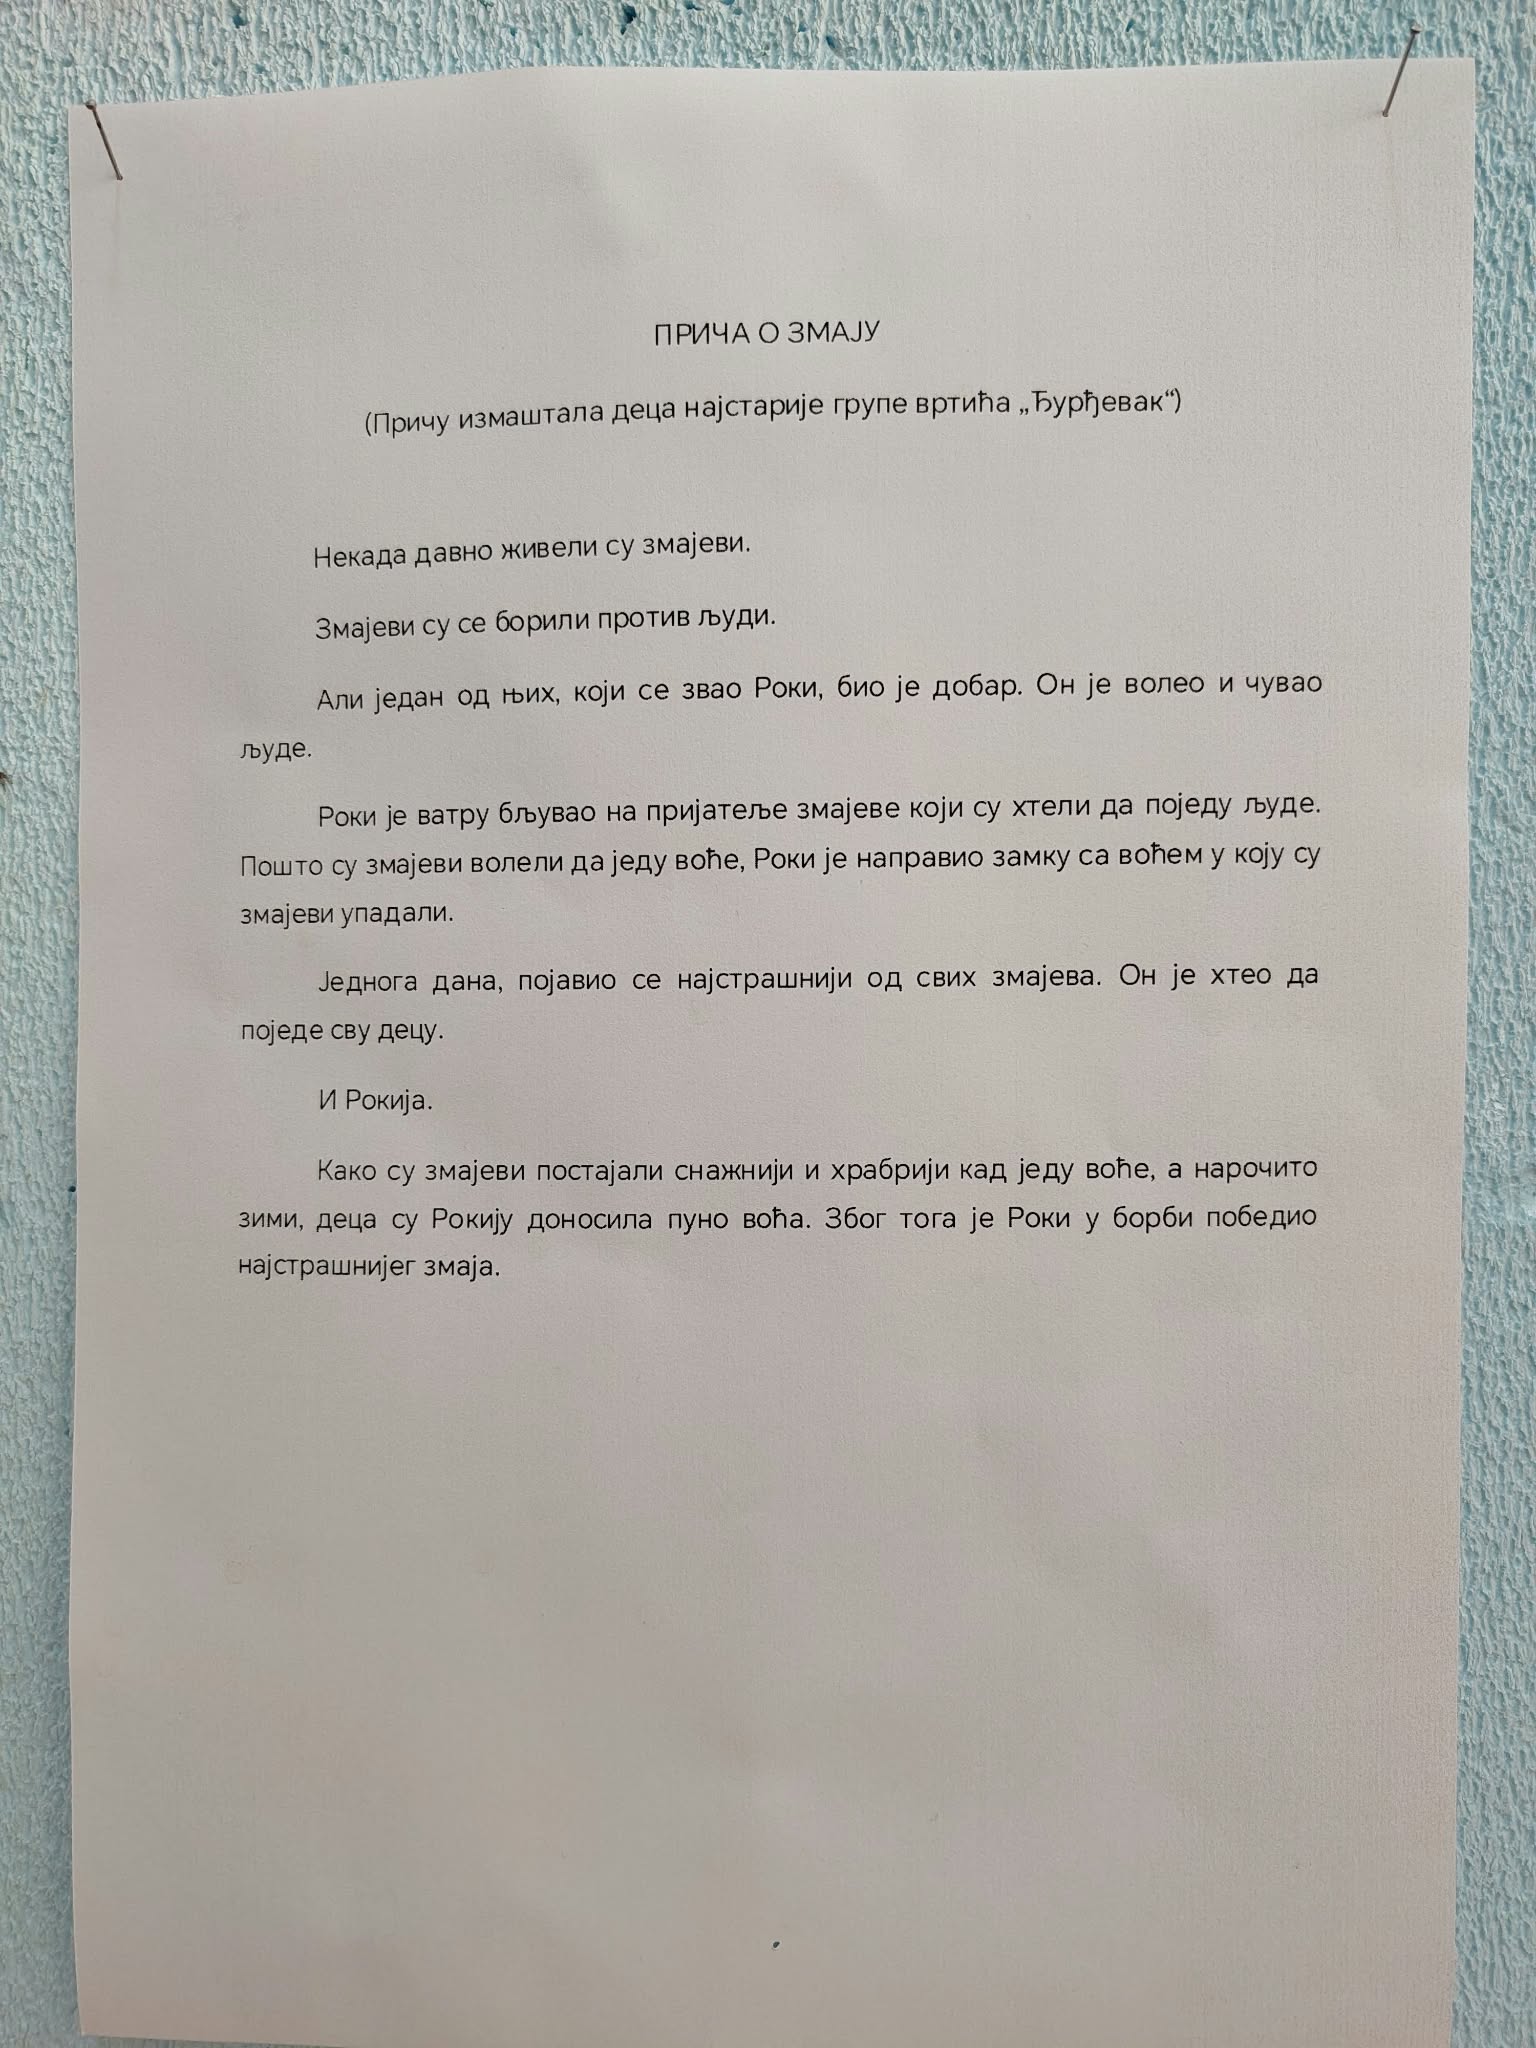 ПРИЧА О ЗМАЈУ
(Причу измаштала деца најстарије групе вртића „Ђурђевак“)
Некада давно живели су змајеви.
Змајеви су се борили против људи.
Али један од њих, који се звао Роки, био је добар. Он је волео и чувао
људе.
Роки је ватру бљувао на пријатеље змајеве који су хтели да поједу људе.
Пошто су змајеви волели да једу воће, Роки је направио замку са воћем у коју су
змајеви упадали.
Једнога дана, појавио се најстрашнији од свих змајева. Он је хтео да
поједе сву децу.
И Рокија.
Како су змајеви постајали снажнији и храбрији кад једу воће, а нарочито
зими, деца су Рокију доносила пуно воћа. Због тога је Роки у борби победио
најстрашнијег змаја.